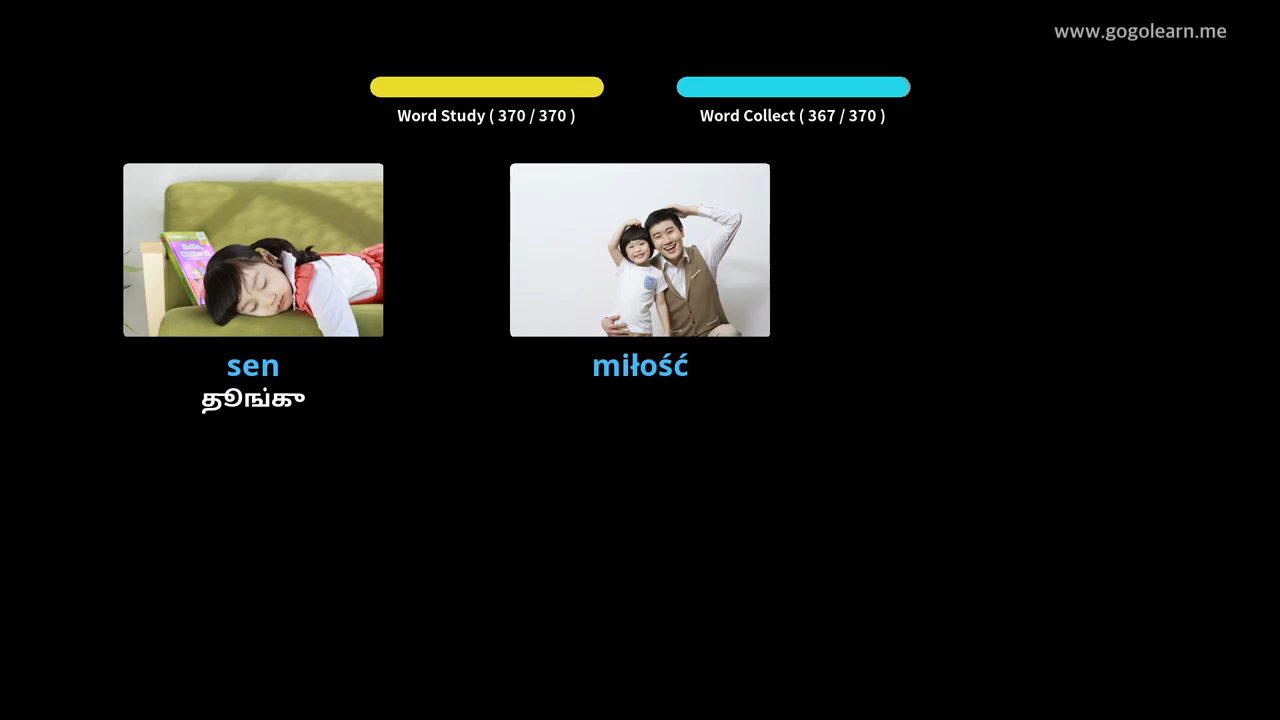 www.gogolearn.me
Word Study ( 370 / 370 )
Word Collect ( 367 / 370 )
sen
தூங்கு
miłość